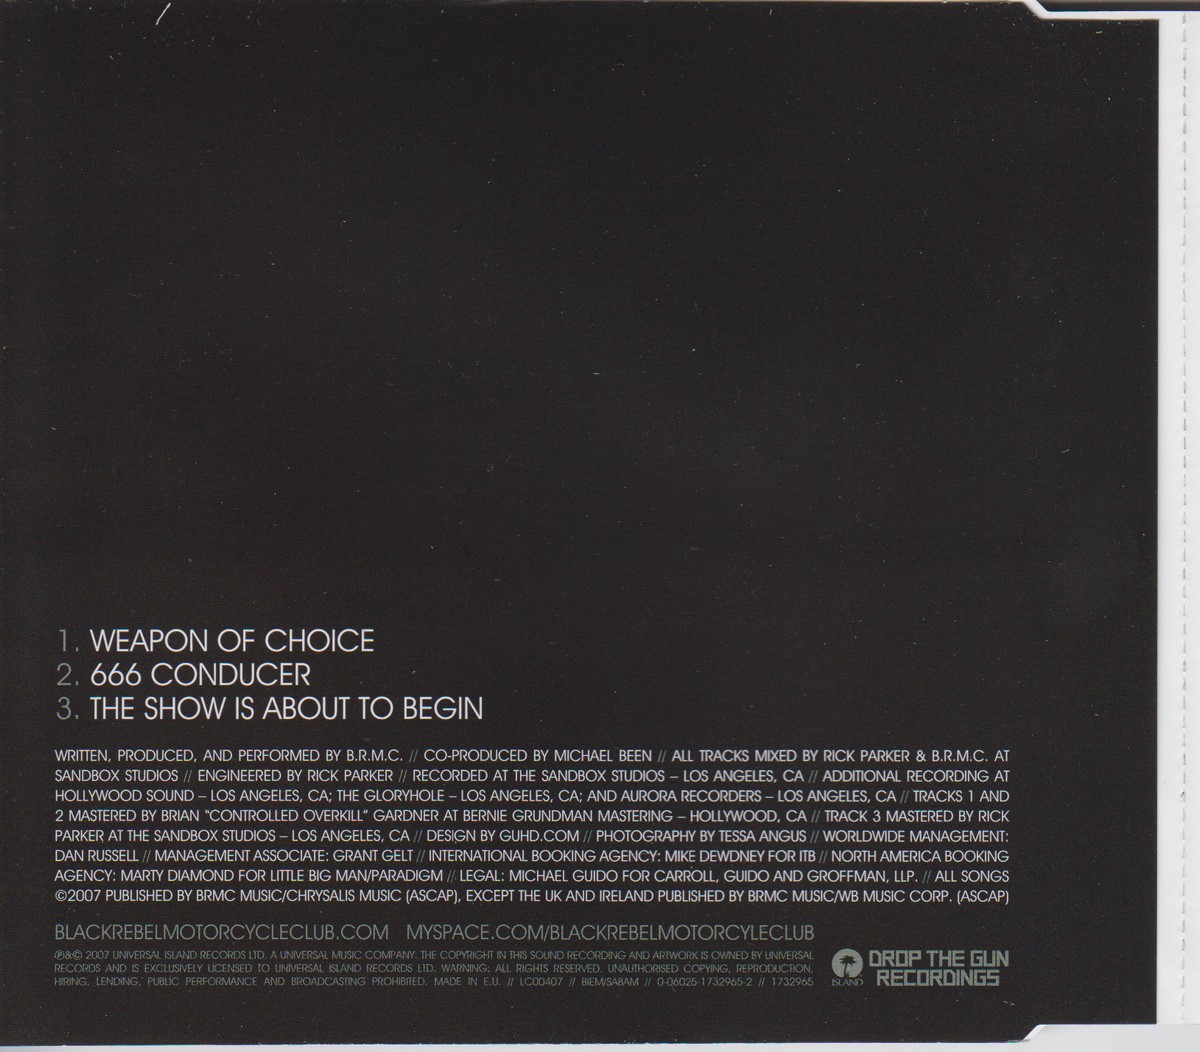 1. WEAPON OF CHOICE
2. 666 CONDUCER
3. THE SHOW IS ABOUT TO BEGIN
WRITTEN, PRODUCED, AND PERFORMED BY B.R.M.C. // CO-PRODUCED BY MICHAEL BEEN // ALL TRACKS MIXED BY RICK PARKER & B.R.M.C. AT
SANDBOX STUDIOS // ENGINEERED BY RICK PARKER // RECORDED AT THE SANDBOX STUDIOS – LOS ANGELES, CA // ADDITIONAL RECORDING AT
HOLLYWOOD SOUND – LOS ANGELES, CA; THE GLORYHOLE – LOS ANGELES, CA; AND AURORA RECORDERS – LOS ANGELES, CA // TRACKS 1 AND
2 MASTERED BY BRIAN "CONTROLLED OVERKILL" GARDNER AT BERNIE GRUNDMAN MASTERING – HOLLYWOOD, CA // TRACK 3 MASTERED BY RICK
PARKER AT THE SANDBOX STUDIOS – LOS ANGELES, CA // DESIGN BY GUHD.COM // PHOTOGRAPHY BY TESSA ANGUS // WORLDWIDE MANAGEMENT:
DAN RUSSELL // MANAGEMENT ASSOCIATE: GRANT GELT // INTERNATIONAL BOOKING AGENCY: MIKE DEWDNEY FOR ITB // NORTH AMERICA BOOKING
AGENCY: MARTY DIAMOND FOR LITTLE BIG MAN/PARADIGM // LEGAL: MICHAEL GUIDO FOR CARROLL, GUIDO AND GROFFMAN, LLP. // ALL SONGS
©2007 PUBLISHED BY BRMC MUSIC/CHRYSALIS MUSIC (ASCAP), EXCEPT THE UK AND IRELAND PUBLISHED BY BRMC MUSIC/WB MUSIC CORP. (ASCAP)
BLACKREBELMOTORCYCLECLUB.COM MYSPACE.COM/BLACKREBELMOTORCYLECLUB
℗&© 2007 UNIVERSAL ISLAND RECORDS LTD. A UNIVERSAL MUSIC COMPANY. THE COPYRIGHT IN THIS SOUND RECORDING AND ARTWORK IS OWNED BY UNIVERSAL
RECORDS AND IS EXCLUSIVELY LICENSED TO UNIVERSAL ISLAND RECORDS LTD. WARNING: ALL RIGHTS RESERVED. UNAUTHORISED COPYING, REPRODUCTION,
HIRING, LENDING, PUBLIC PERFORMANCE AND BROADCASTING PROHIBITED. MADE IN E.U. // LC00407 // BIEM/SABAM // 0-06025-1732965-2 // 1732965
ISLAND
DROP THE GUN
RECORDINGS